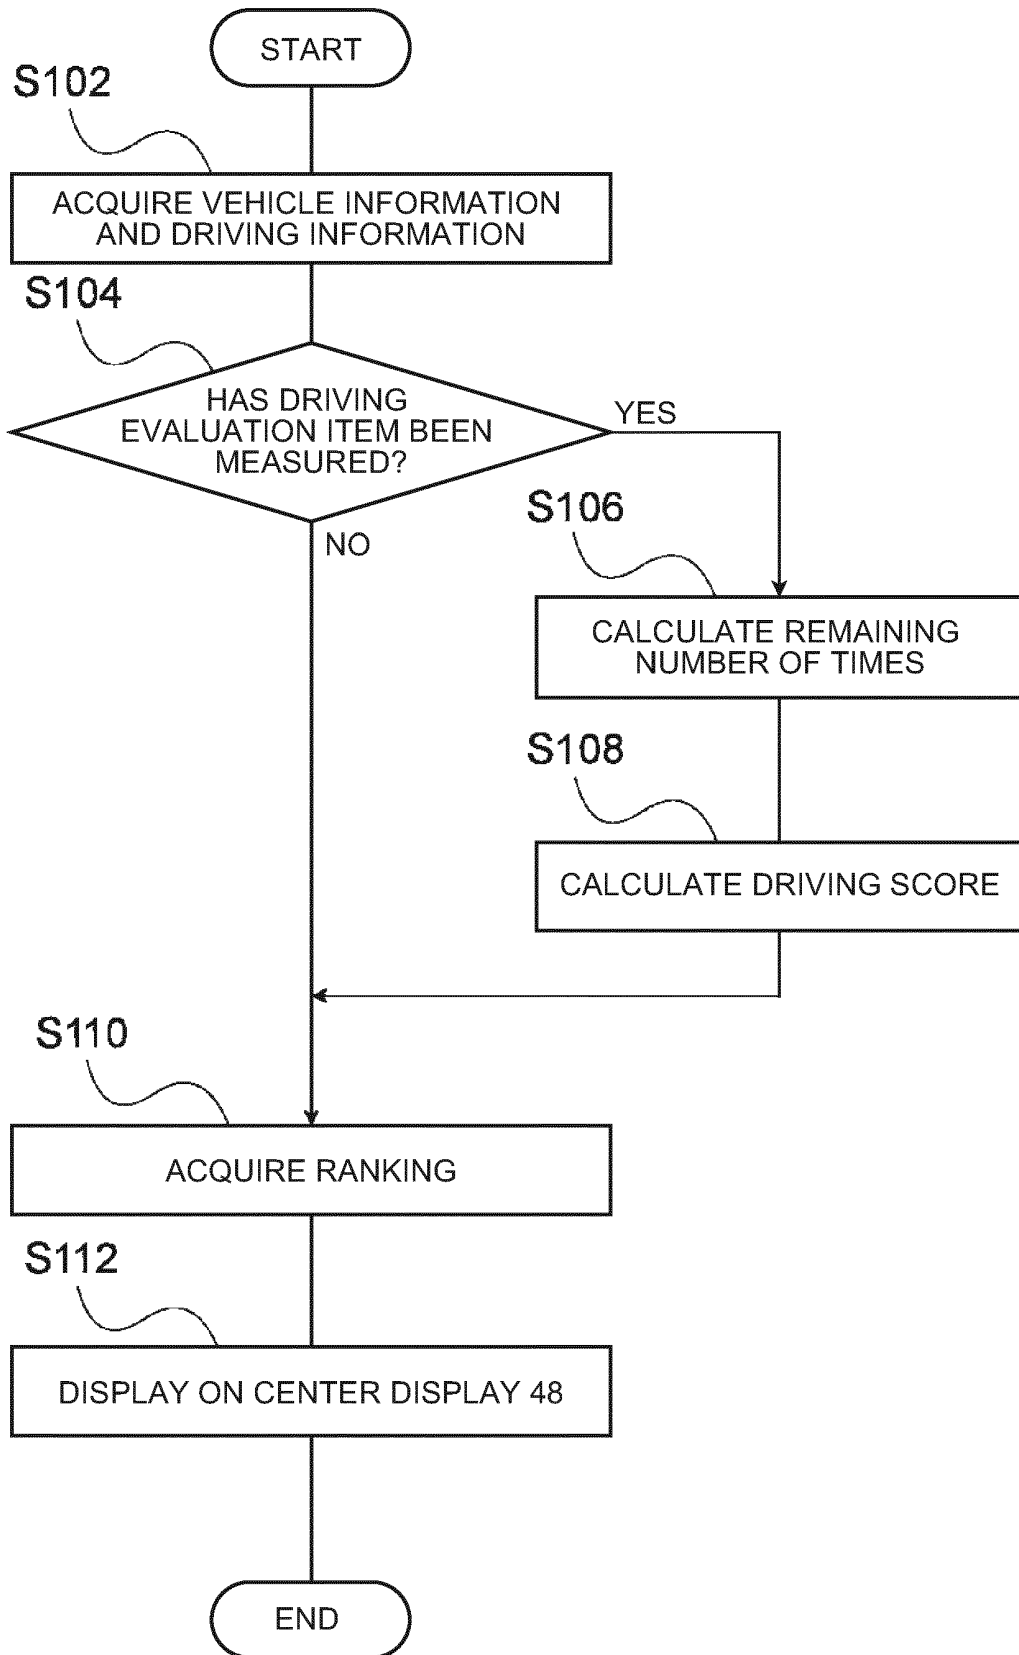 START
S102
ACQUIRE VEHICLE INFORMATION
AND DRIVING INFORMATION
S104
HAS DRIVING
EVALUATION ITEM BEEN
MEASURED?
YES
NO
S106
CALCULATE REMAINING
NUMBER OF TIMES
S108
CALCULATE DRIVING SCORE
S110
ACQUIRE RANKING
S112
DISPLAY ON CENTER DISPLAY 48
END